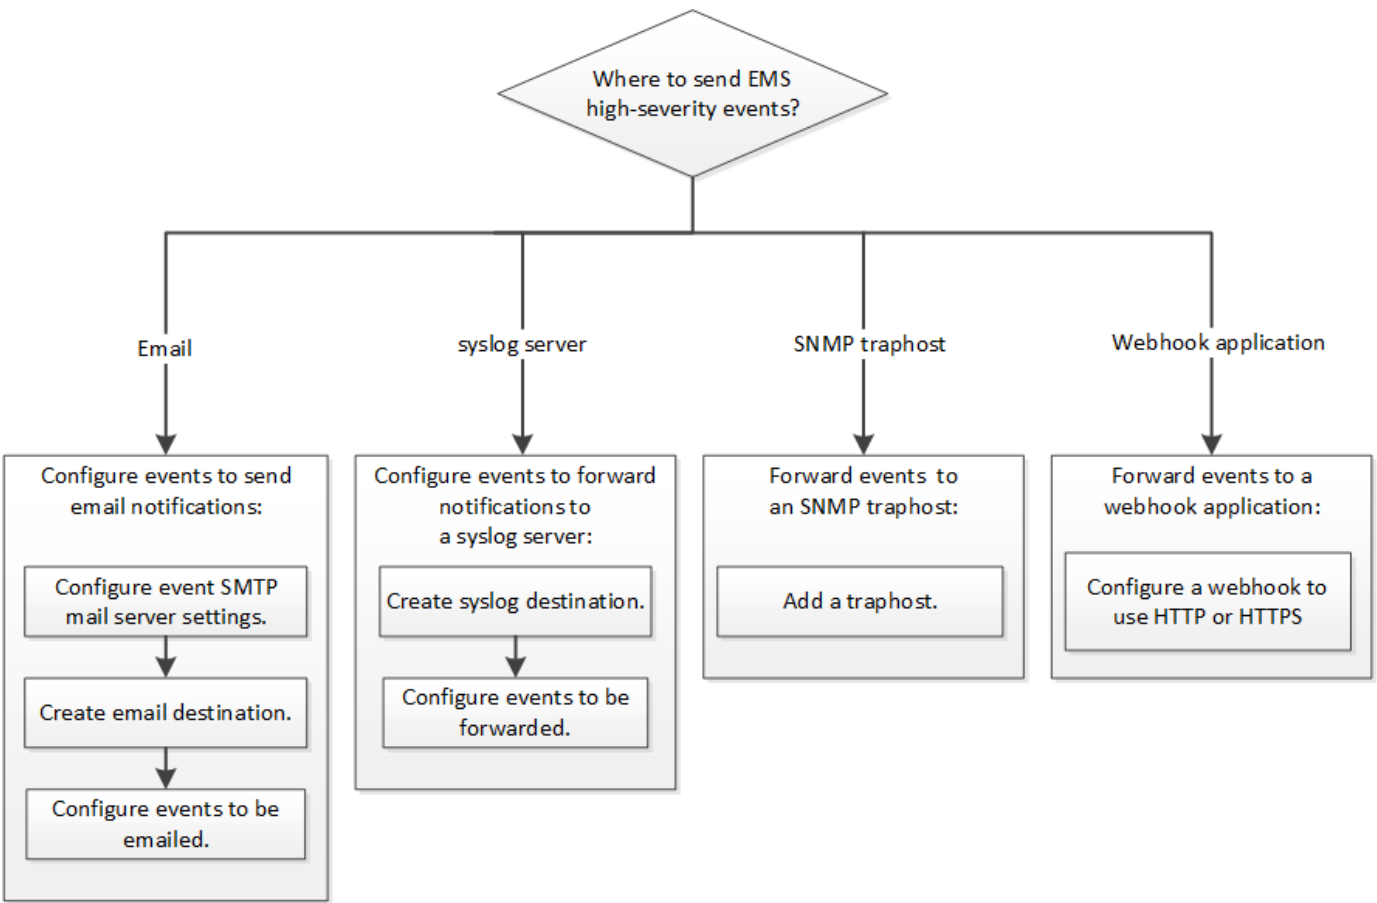 Where to send EMS
high-severity events?
Email
syslog server
SNMP traphost
Webhook application
Configure events to send
email notifications:
Configure event SMTP
mail server settings.
Create email destination.
Configure events to be
emailed.
Configure events to forward
notifications to
a syslog server:
Create syslog destination.
Configure events to be
forwarded.
Forward events to
an SNMP traphost:
Add a traphost.
Forward events to a
webhook application:
Configure a webhook to
use HTTP or HTTPS